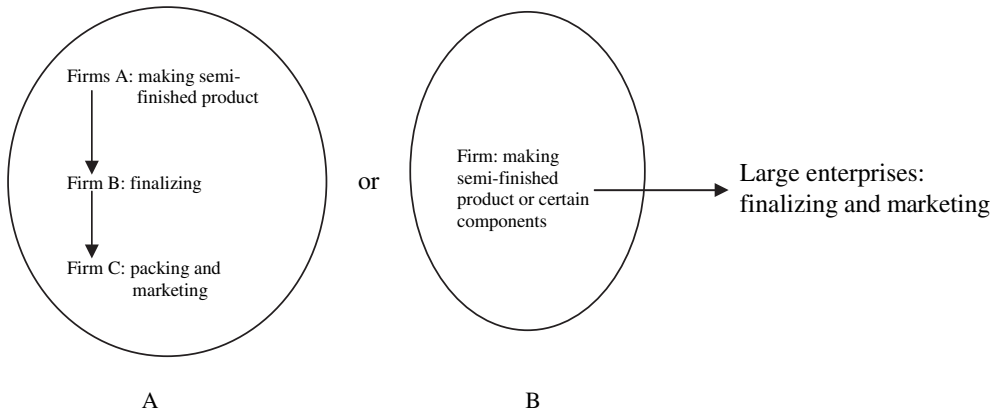 Firms A: making semi-
finished product
Firm B: finalizing
Firm C: packing and
marketing
or
Firm: making
semi-finished
product or certain
components
Large enterprises:
finalizing and marketing
A
B